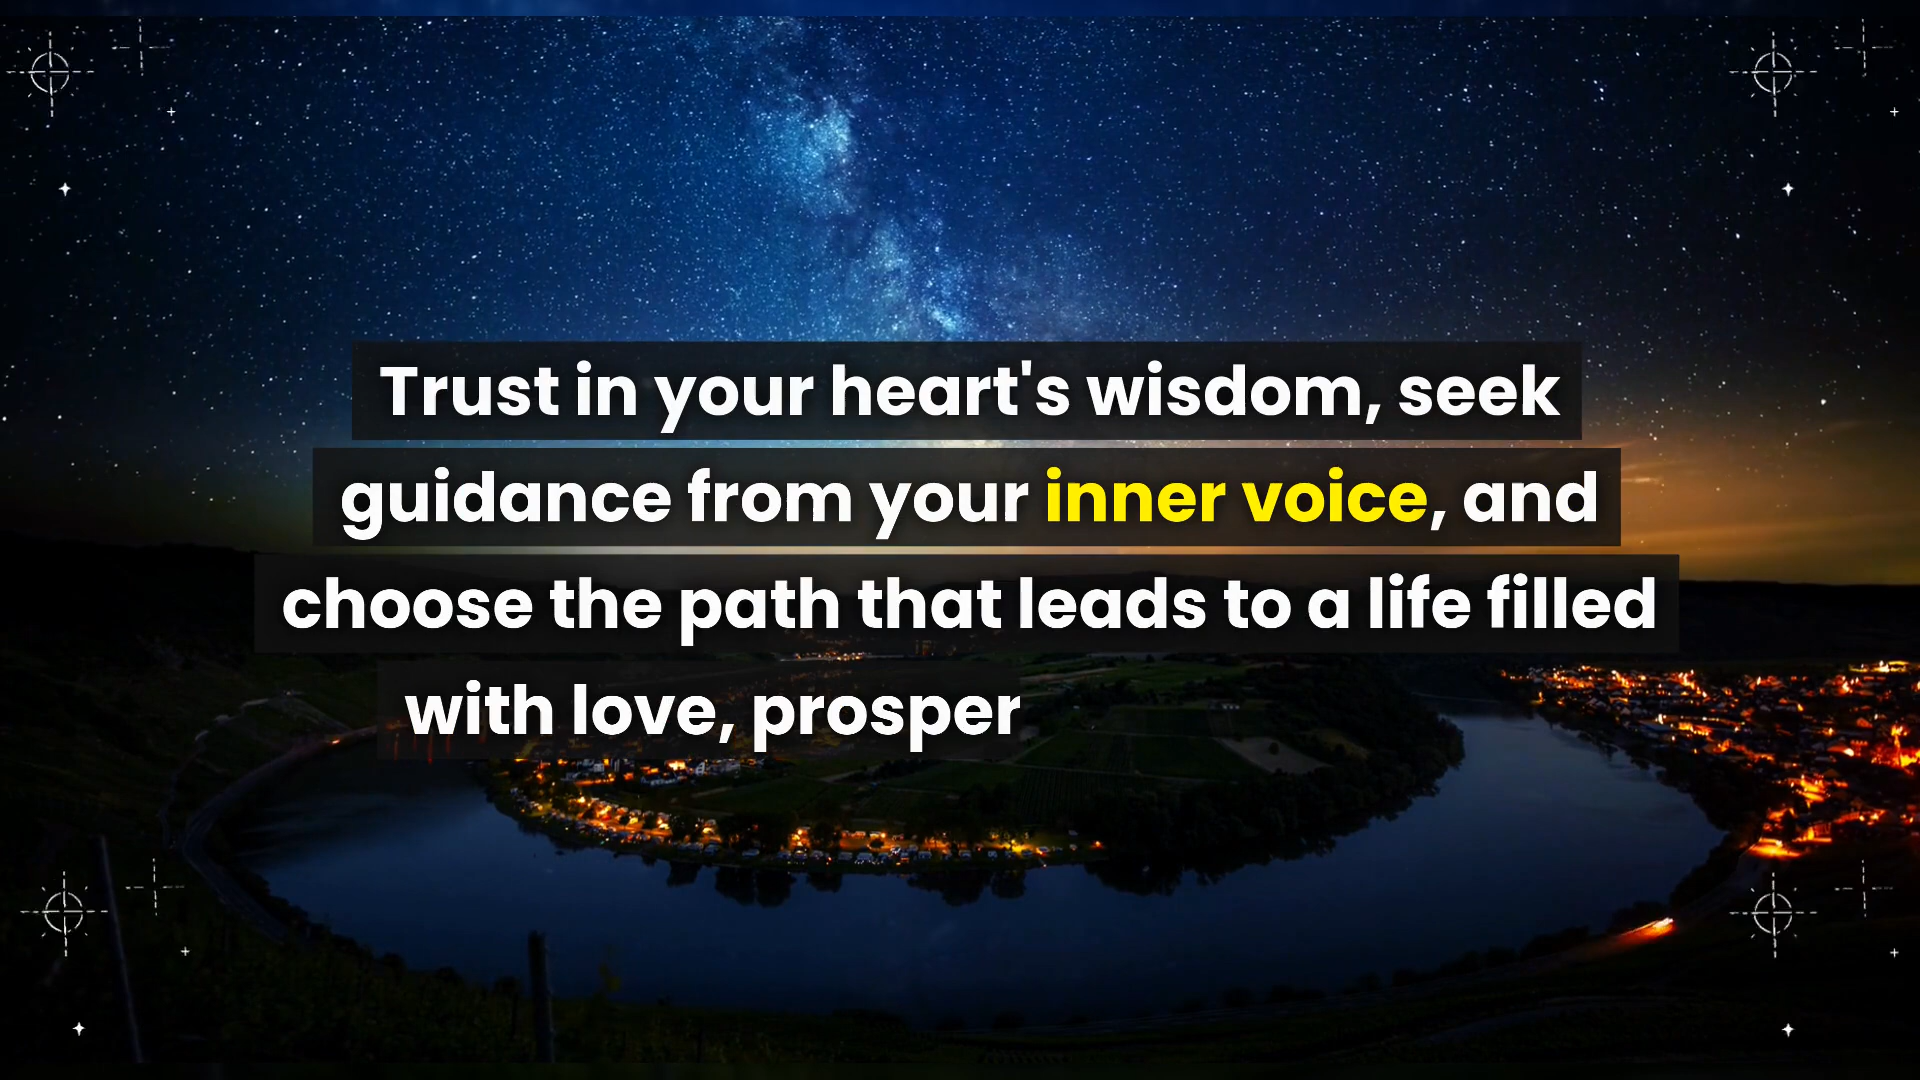 Trust in your heart's wisdom, seek
guidance from your inner voice, and
choose the path that leads to a life filled
with love, prosper